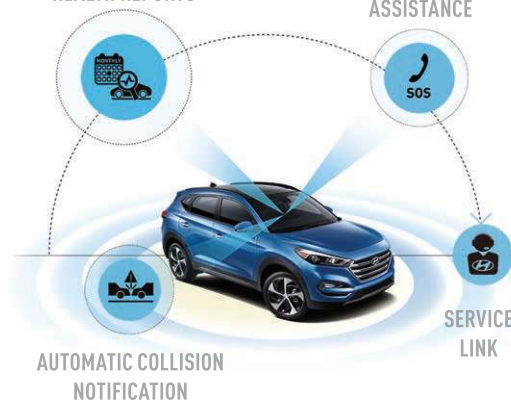 ASSISTANCE
MONTHLY
SOS
SERVICE
LINK
AUTOMATIC COLLISION
NOTIFICATION